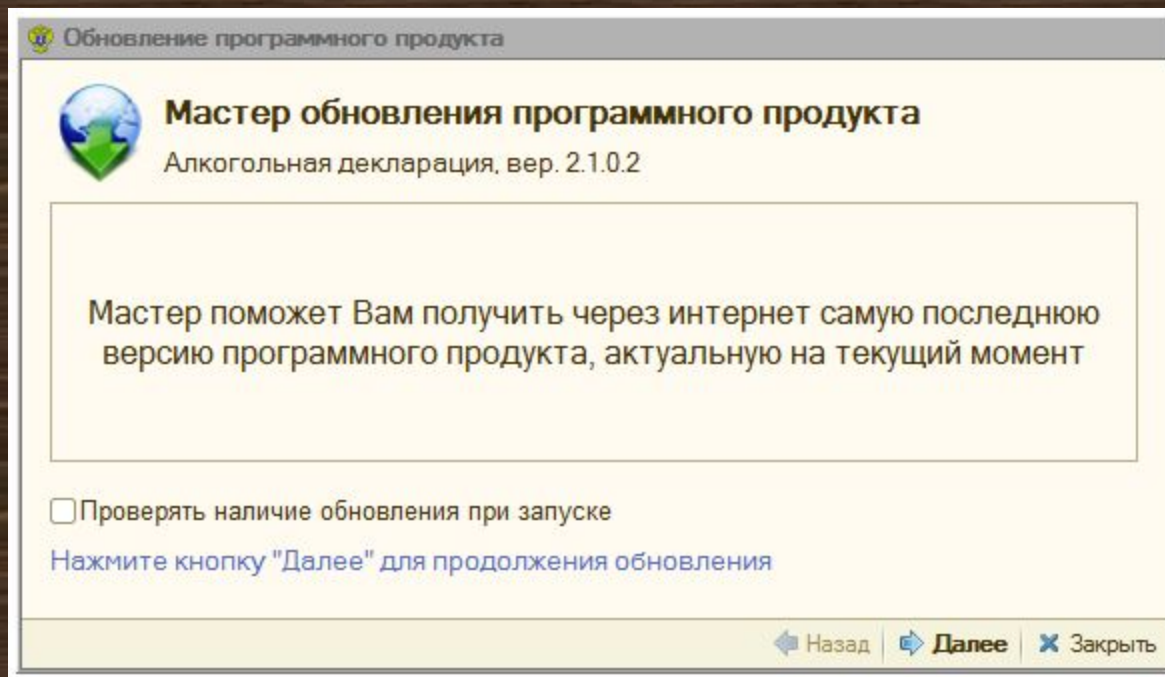 Обновление программного продукта
Мастер обновления программного продукта
Алкогольная декларация, вер. 2.1.0.2
Мастер поможет Вам получить через интернет самую последнюю
версию программного продукта, актуальную на текущий момент
Проверять наличие обновления при запуске
Нажмите кнопку "Далее" для продолжения обновления
Назад Далее Закрыть